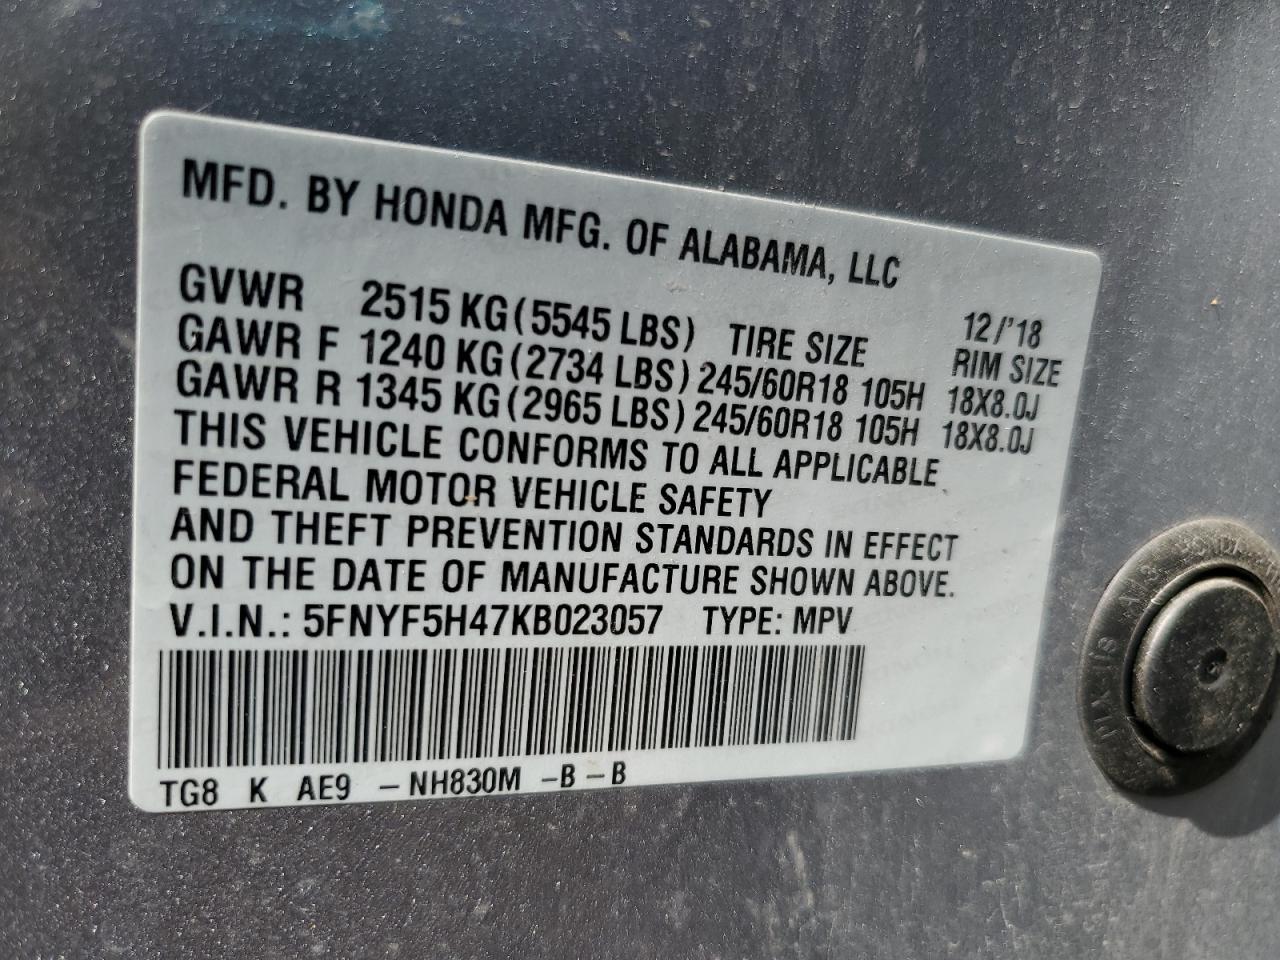 MFD. BY HONDA MFG. OF ALABAMA, LLC
12/'18
GVWR 2515 KG (5545 LBS) TIRE SIZE RIM SIZE
GAWR F 1240 KG (2734 LBS) 245/60R18 105H 18X8.0J
GAWR R 1345 KG (2965 LBS) 245/60R18 105H 18X8.0J
THIS VEHICLE CONFORMS TO ALL APPLICABLE
FEDERAL MOTOR VEHICLE SAFETY
AND THEFT PREVENTION STANDARDS IN EFFECT
ON THE DATE OF MANUFACTURE SHOWN ABOVE.
V.I.N.: 5FNYF5H47KB023057 TYPE: MPV
TG8 K AE9 –NH830M –B –B